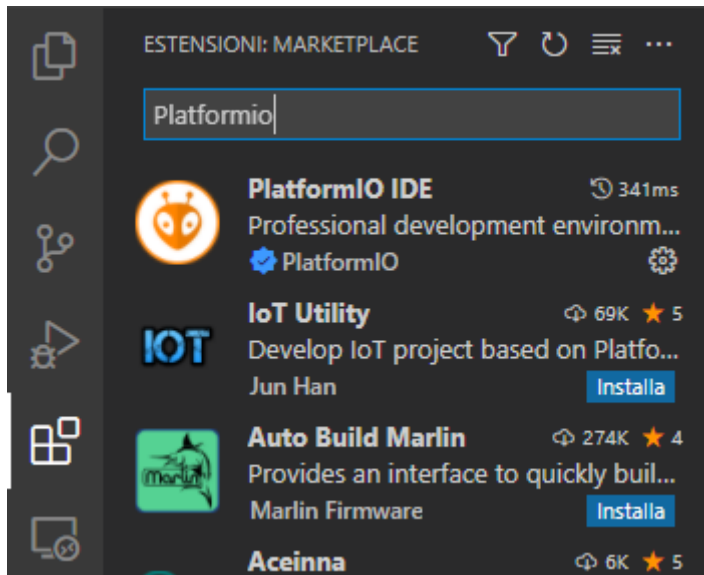 ESTENSIONI: MARKETPLACE
Platformio
PlatformIO IDE 341ms
Professional development environm...
PlatformIO
IOT
IoT Utility 69K 5
Develop IoT project based on Platfo...
Jun Han Installa
Marlin
Auto Build Marlin 274K 4
Provides an interface to quickly buil...
Marlin Firmware Installa
Aceinna 6K 5